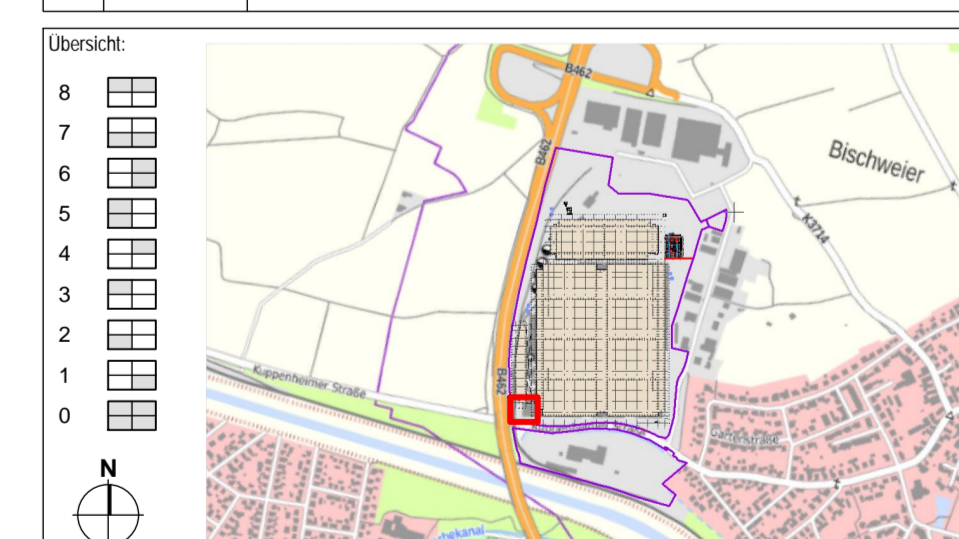 Übersicht:
8
7
6
5
4
3
2
1
0
N
B462
B462
Bischweier
K3714
Kuppenheimer Straße
B462
Gartenstraße